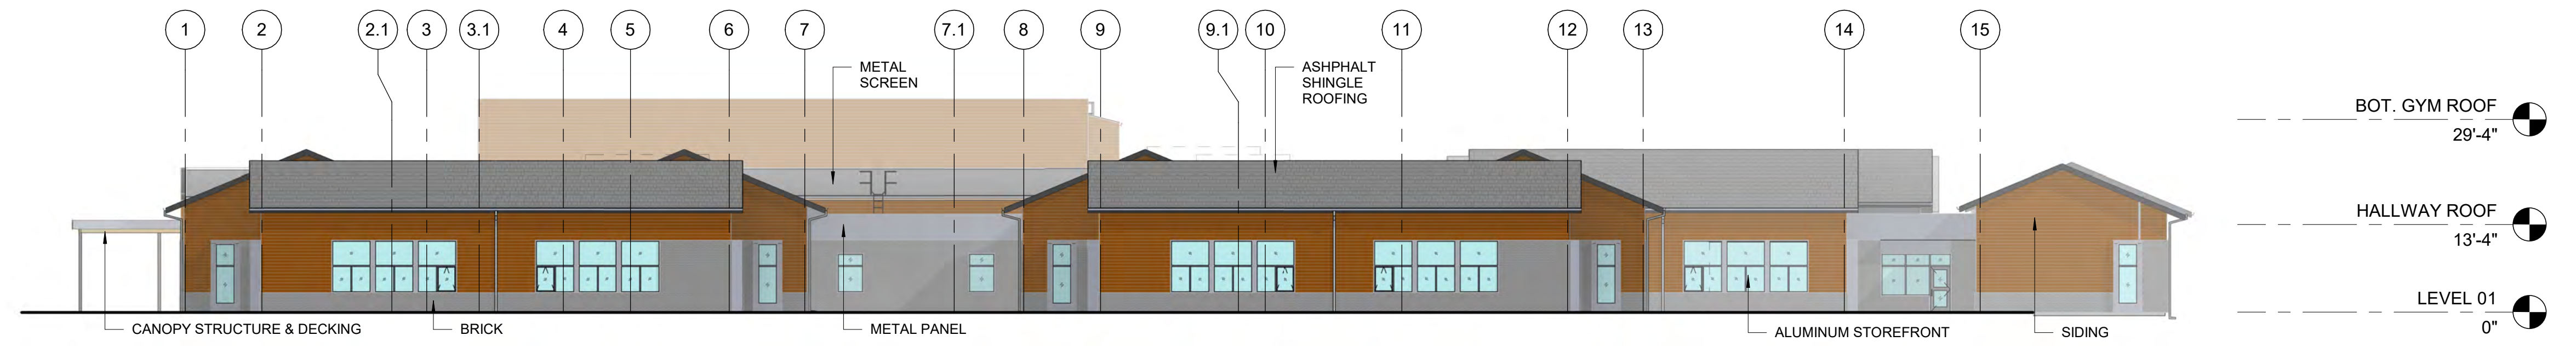 1 2 2.1 3 3.1 4 5 6 7 7.1 8 9 9.1 10 11 12 13 14 15
METAL
SCREEN
ASHPHALT
SHINGLE
ROOFING
BOT. GYM ROOF
29'-4"
HALLWAY ROOF
13'-4"
LEVEL 01
0"
CANOPY STRUCTURE & DECKING
BRICK
METAL PANEL
ALUMINUM STOREFRONT
SIDING